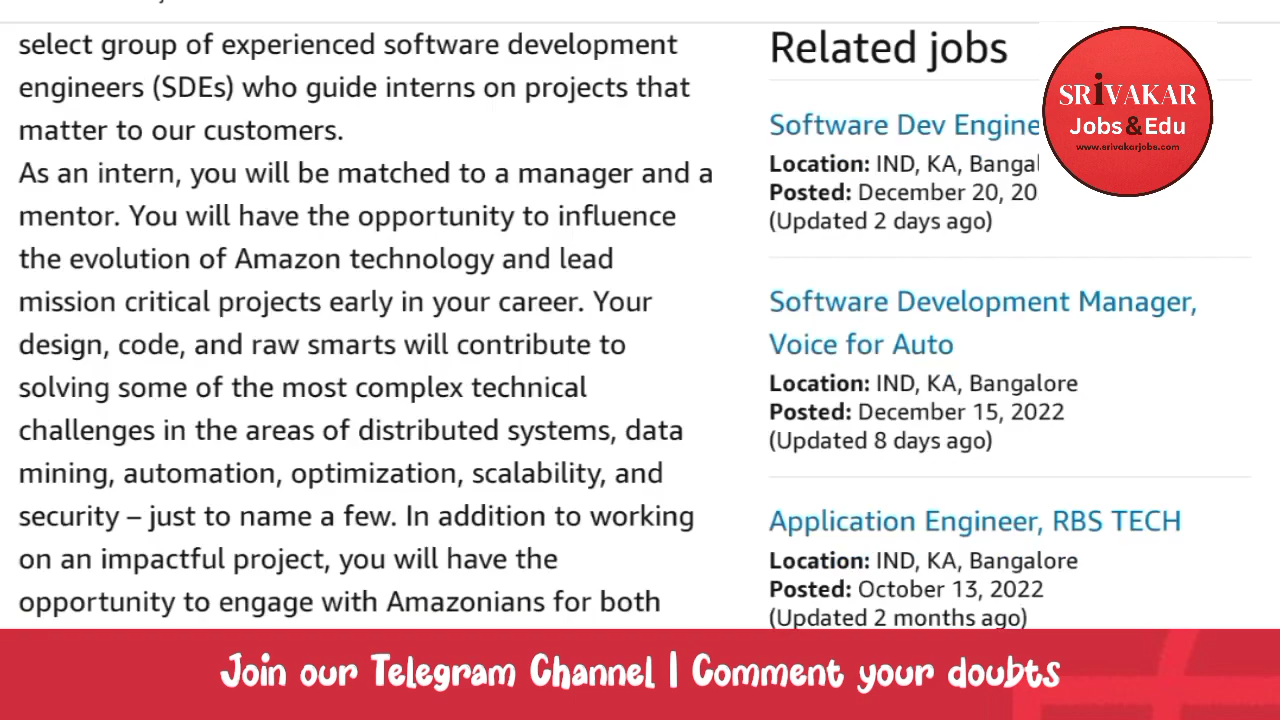 select group of experienced software development
engineers (SDEs) who guide interns on projects that
matter to our customers.
As an intern, you will be matched to a manager and a
mentor. You will have the opportunity to influence
the evolution of Amazon technology and lead
mission critical projects early in your career. Your
design, code, and raw smarts will contribute to
solving some of the most complex technical
challenges in the areas of distributed systems, data
mining, automation, optimization, scalability, and
security – just to name a few. In addition to working
on an impactful project, you will have the
opportunity to engage with Amazonians for both
Related jobs
Software Dev Engine
Location: IND, KA, Bangal
Posted: December 20, 20
(Updated 2 days ago)
Software Development Manager,
Voice for Auto
Location: IND, KA, Bangalore
Posted: December 15, 2022
(Updated 8 days ago)
Application Engineer, RBS TECH
Location: IND, KA, Bangalore
Posted: October 13, 2022
(Updated 2 months ago)
SRiVAKAR
Jobs&Edu
www.srivakarjobs.com
Join our Telegram Channel | Comment your doubts